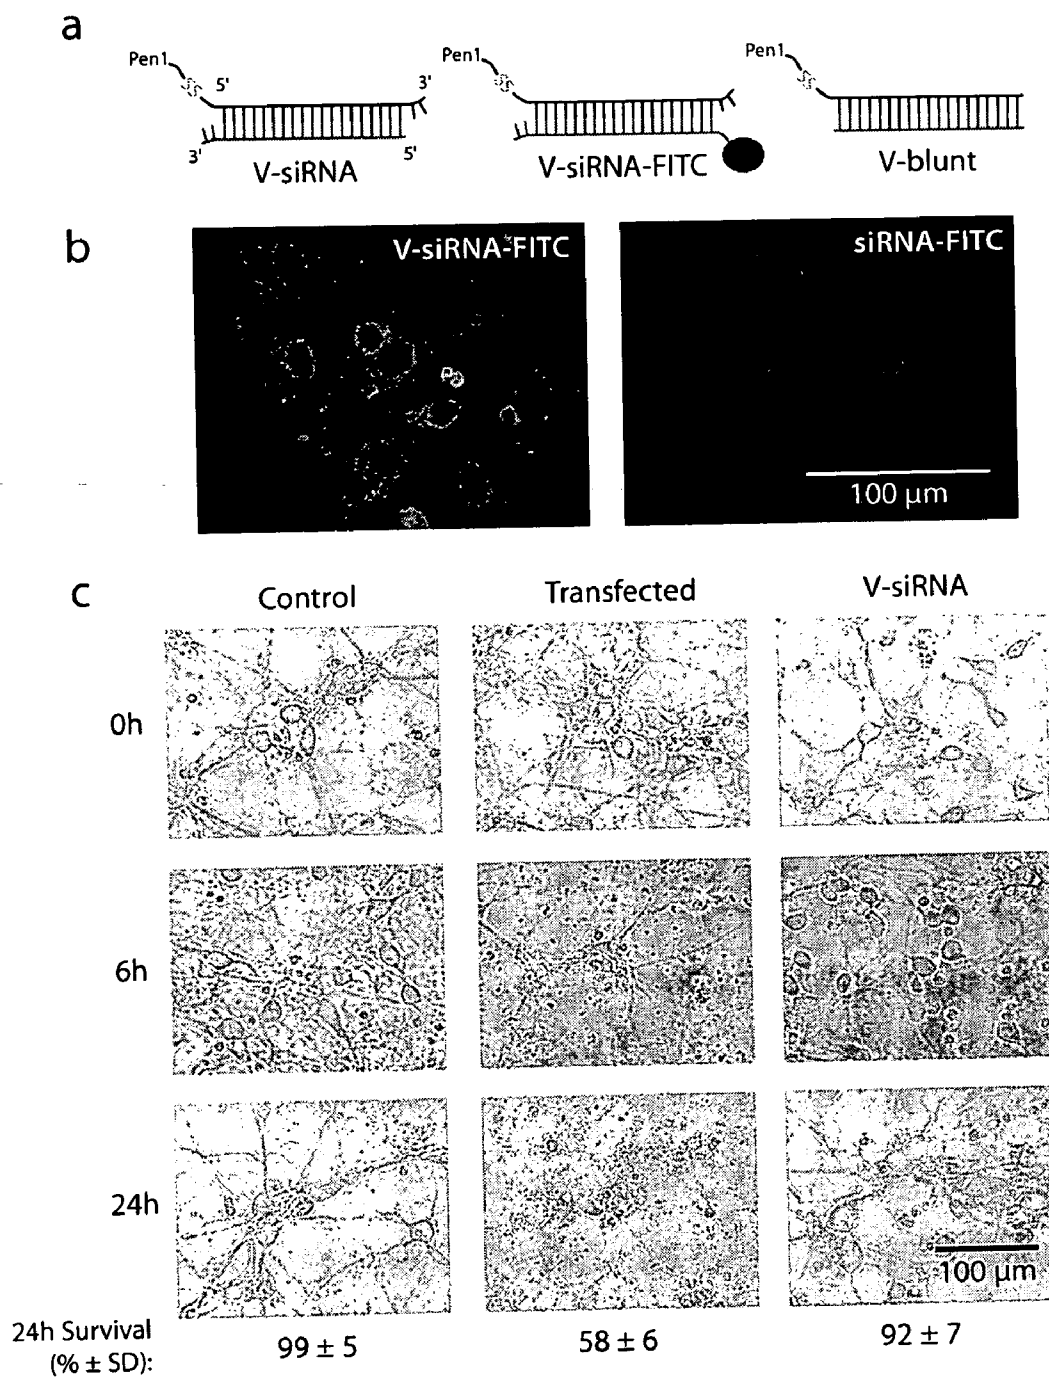 a
Pen1
5'
3'
3'
5'
V-siRNA
Pen1
V-siRNA-FITC
Pen1
V-blunt
b
V-siRNA-FITC
siRNA-FITC
100 µm
c
Control
Transfected
V-siRNA
0h
6h
24h
100 µm
24h Survival
(% ± SD):
99 ± 5
58 ± 6
92 ± 7